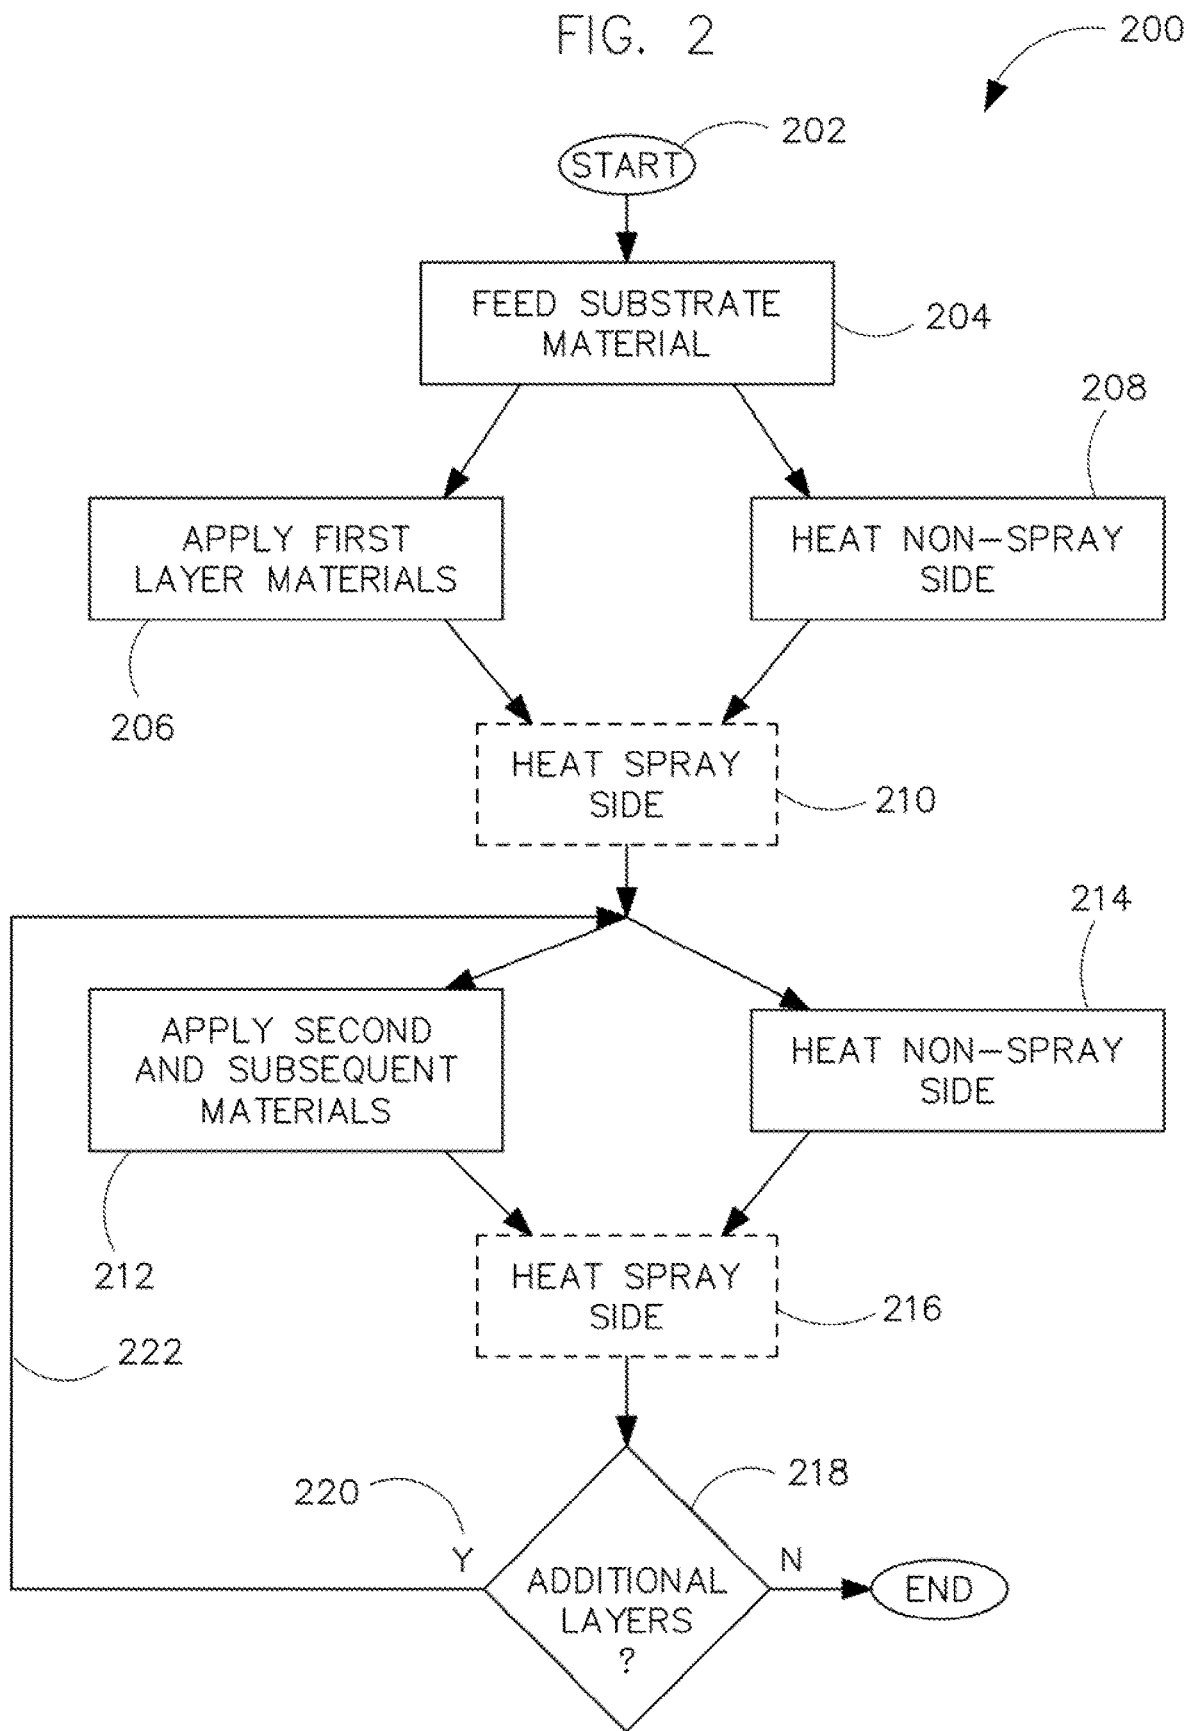 FIG. 2
200
202
START
FEED SUBSTRATE
MATERIAL
204
208
APPLY FIRST
LAYER MATERIALS
HEAT NON-SPRAY
SIDE
206
HEAT SPRAY
SIDE
210
214
APPLY SECOND
AND SUBSEQUENT
MATERIALS
HEAT NON-SPRAY
SIDE
212
HEAT SPRAY
SIDE
216
222
218
220
Y
N
ADDITIONAL
LAYERS
?
END